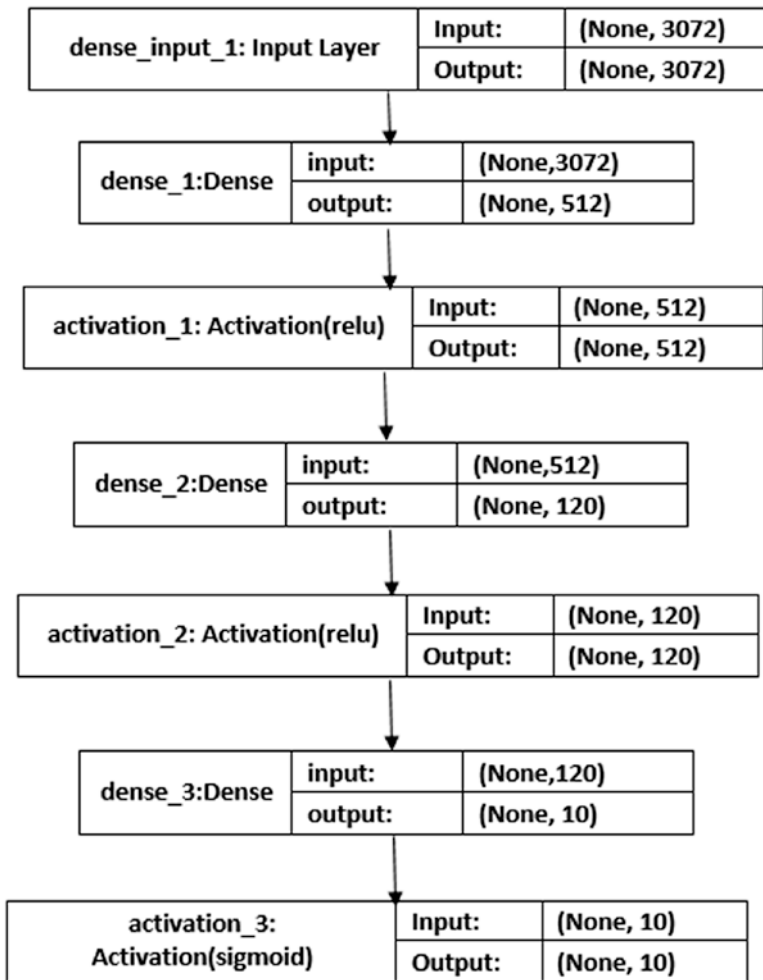 dense_input_1: Input Layer
Input: (None, 3072)
Output: (None, 3072)
dense_1:Dense
input: (None,3072)
output: (None, 512)
activation_1: Activation(relu)
Input: (None, 512)
Output: (None, 512)
dense_2:Dense
input: (None,512)
output: (None, 120)
activation_2: Activation(relu)
Input: (None, 120)
Output: (None, 120)
dense_3:Dense
input: (None,120)
output: (None, 10)
activation_3:
Activation(sigmoid)
Input: (None, 10)
Output: (None, 10)